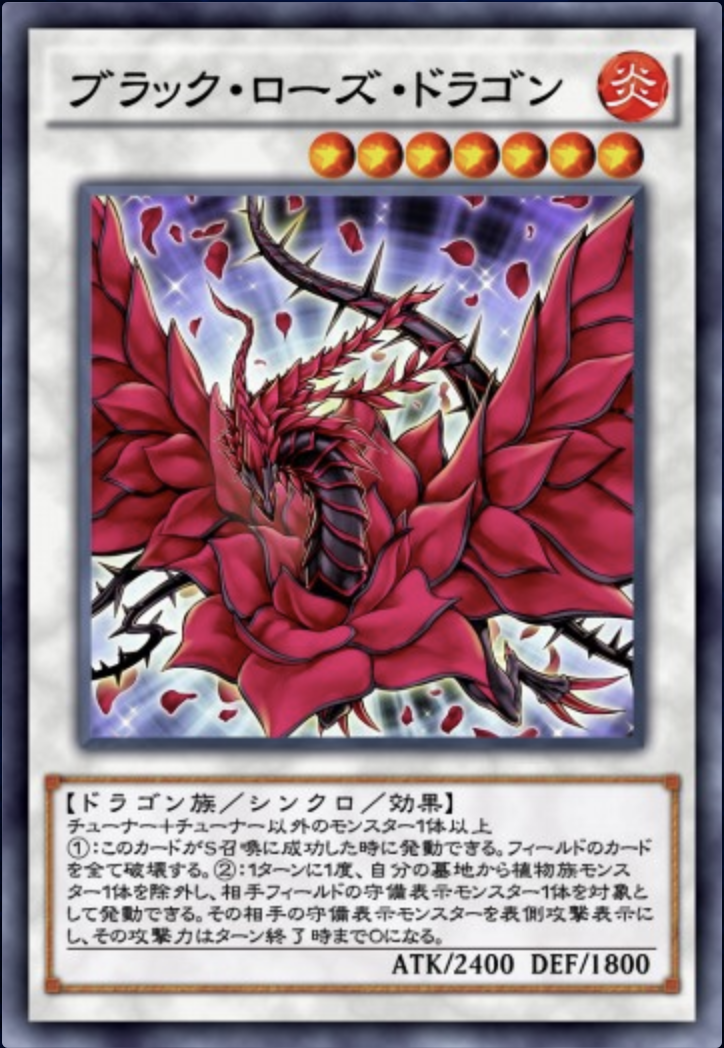 ブラック・ローズ・ドラゴン
炎
【ドラゴン族／シンクロ／効果】
チューナー＋チューナー以外のモンスター1体以上
①：このカードがS召喚に成功した時に発動できる。フィールドのカード
を全て破壊する。②：1ターンに1度、自分の墓地から植物族モンス
ター1体を除外し、相手フィールドの守備表示モンスター1体を対象と
して発動できる。その相手の守備表示モンスターを表側攻撃表示に
し、その攻撃力はターン終了時まで0になる。
ATK/2400 DEF/1800